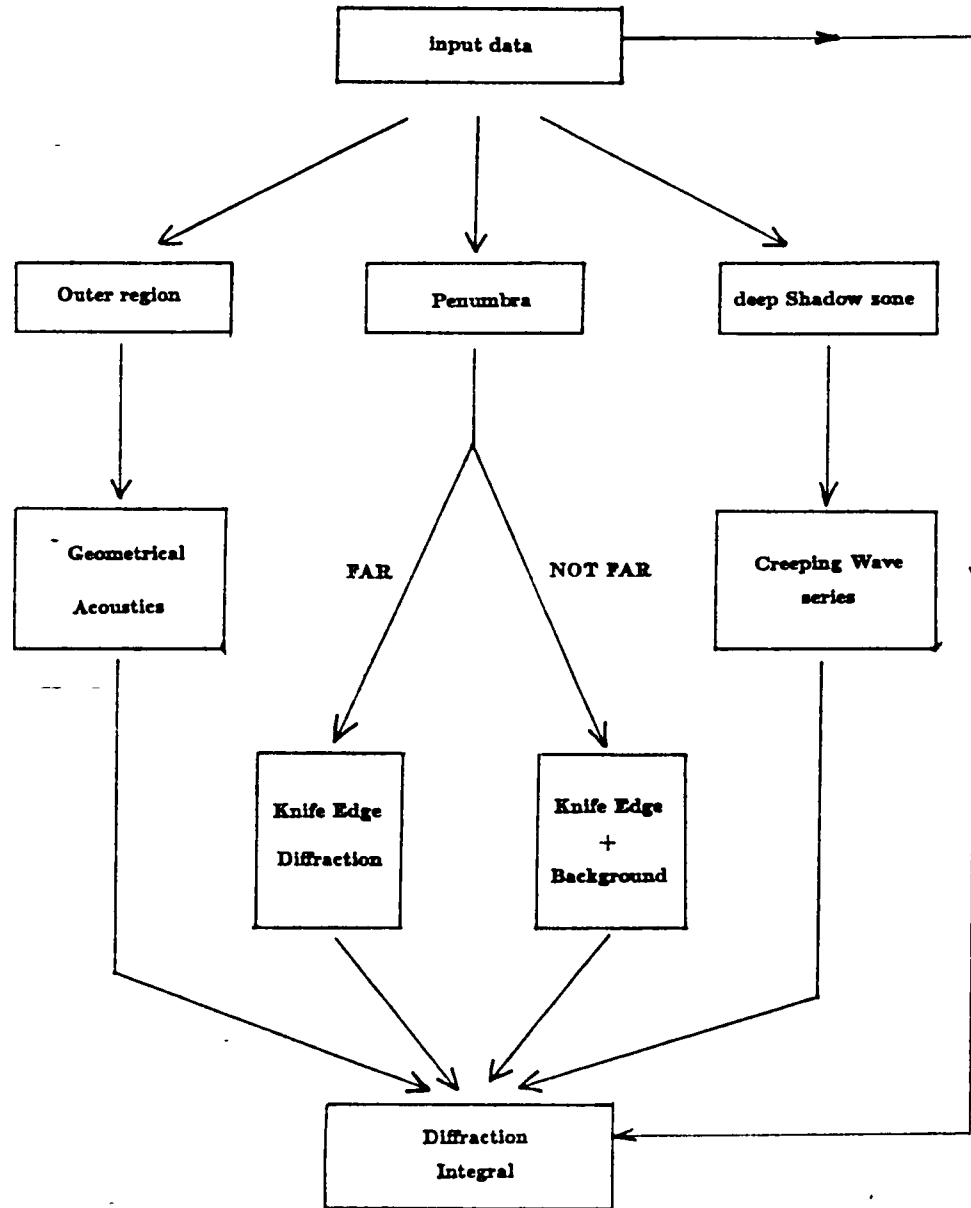 input data
Outer region
Penumbra
deep Shadow zone
Geometrical
Acoustics
FAR
NOT FAR
Creeping Wave
series
Knife Edge
Diffraction
Knife Edge
+
Background
Diffraction
Integral